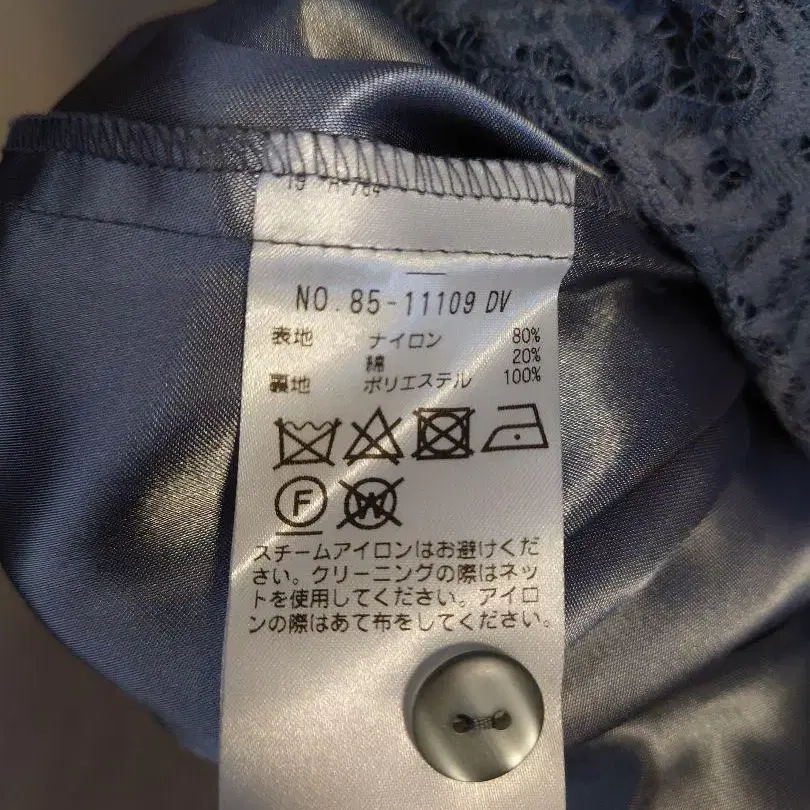 NO. 85-11109 DV
表地 ナイロン 80%
綿 20%
裏地 ポリエステル 100%
F W
スチームアイロンはお避けくだ
さい。クリーニングの際はネッ
トを使用してください。アイロ
ンの際はあて布をしてください。